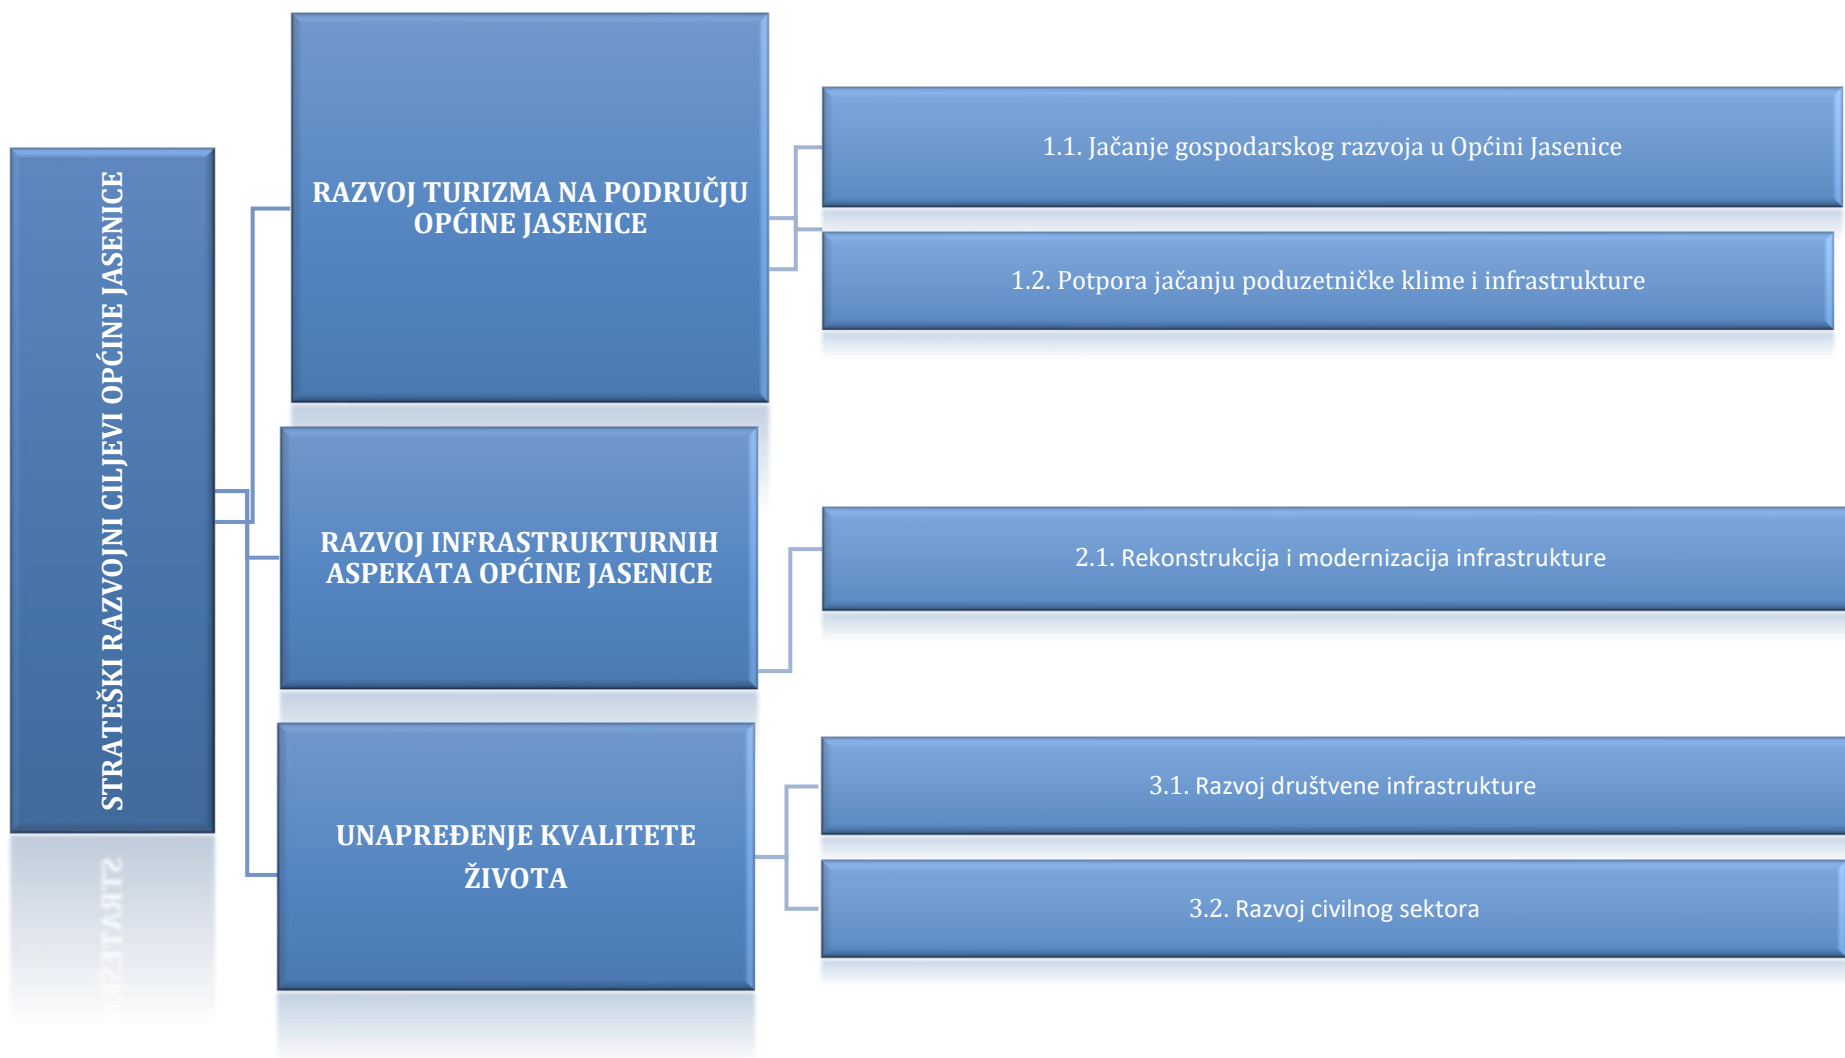 STRATEŠKI RAZVOJNI CILJEVI OPĆINE JASENICE
RAZVOJ TURIZMA NA PODRUČJU
OPĆINE JASENICE
1.1. Jačanje gospodarskog razvoja u Općini Jasenice
1.2. Potpora jačanju poduzetničke klime i infrastrukture
RAZVOJ INFRASTRUKTURNIH
ASPEKATA OPĆINE JASENICE
2.1. Rekonstrukcija i modernizacija infrastrukture
UNAPREĐENJE KVALITETE
ŽIVOTA
3.1. Razvoj društvene infrastrukture
3.2. Razvoj civilnog sektora